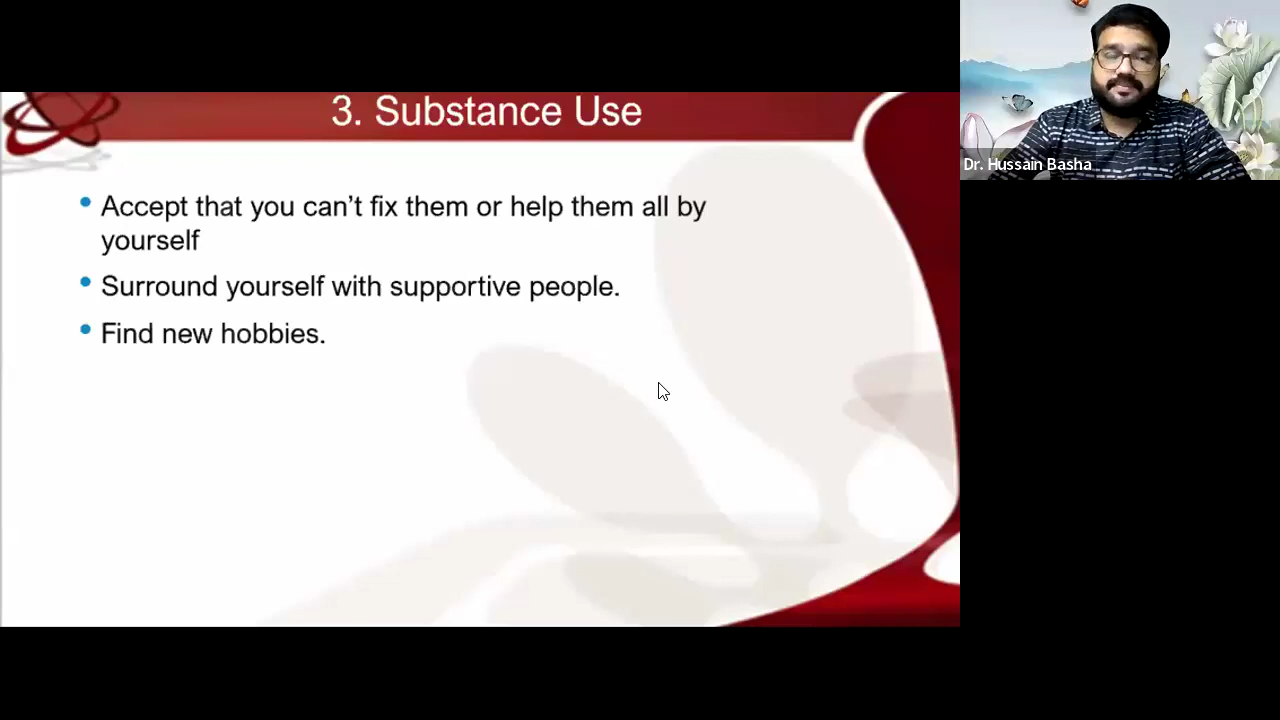 3. Substance Use
• Accept that you can’t fix them or help them all by
yourself
• Surround yourself with supportive people.
• Find new hobbies.
Dr. Hussain Basha